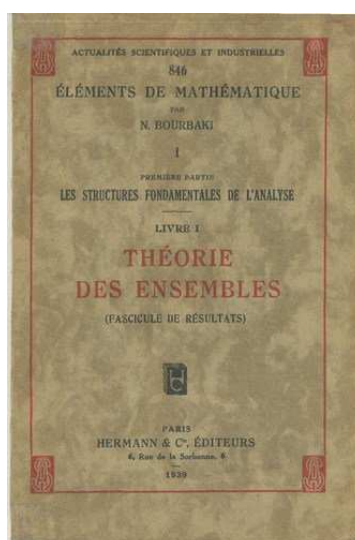 ACTUALITÉS SCIENTIFIQUES ET INDUSTRIELLES
846
ÉLÉMENTS DE MATHÉMATIQUE
PAR
N. BOURBAKI
I
PREMIÈRE PARTIE
LES STRUCTURES FONDAMENTALES DE L'ANALYSE
LIVRE I
THÉORIE
DES ENSEMBLES
(FASCICULE DE RÉSULTATS)
PARIS
HERMANN & Cie, ÉDITEURS
6, Rue de la Sorbonne, 6
1939